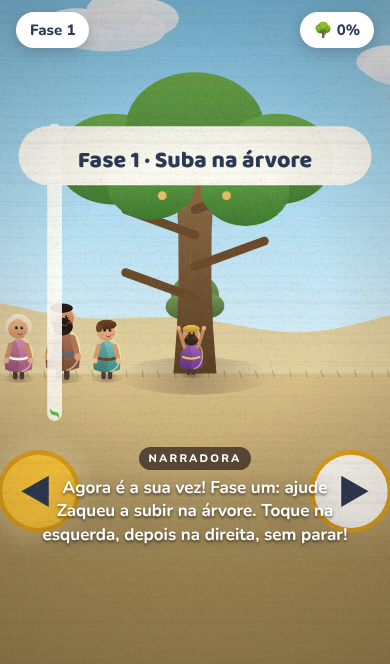 Fase 1
🌳 0%
Fase 1 · Suba na árvore
NARRADORA
Agora é a sua vez! Fase um: ajude
Zaqueu a subir na árvore. Toque na
esquerda, depois na direita, sem parar!